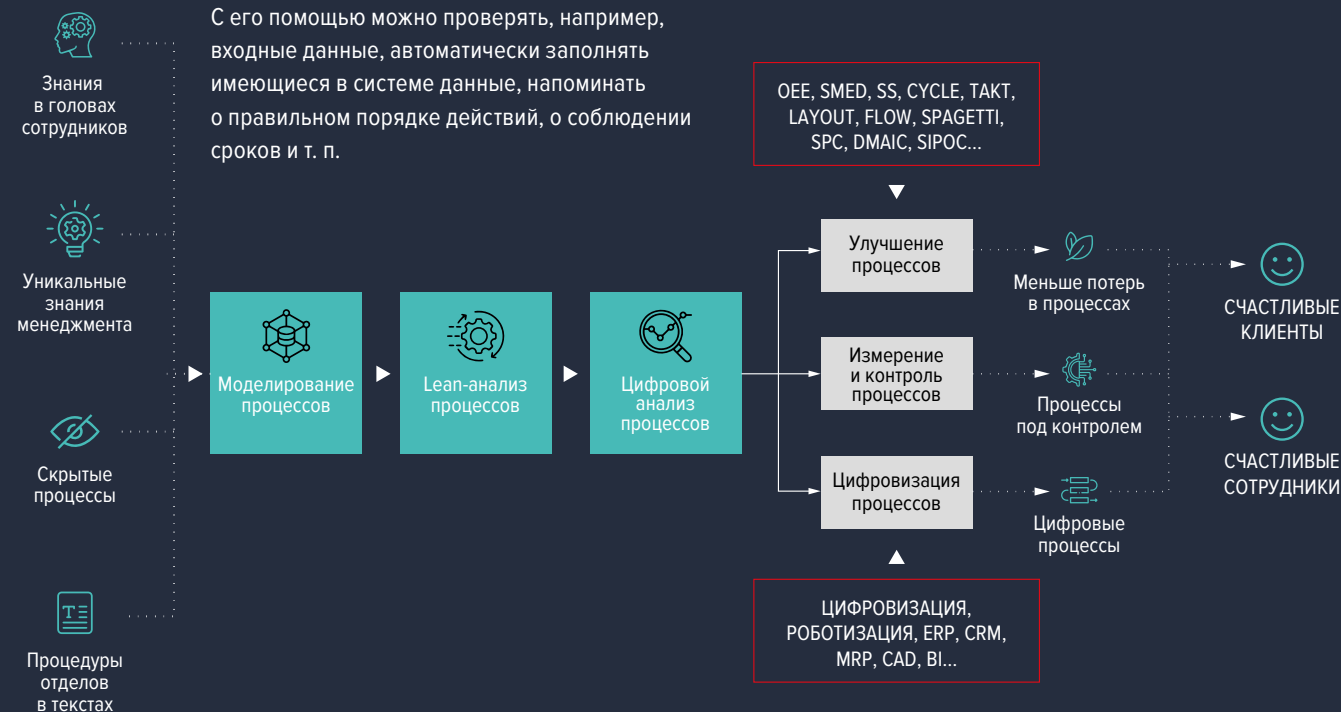 С его помощью можно проверять, например,
входные данные, автоматически заполнять
имеющиеся в системе данные, напоминать
о правильном порядке действий, о соблюдении
сроков и т. п.
Знания
в головах
сотрудников
Уникальные
знания
менеджмента
Скрытые
процессы
T
Процедуры
отделов
в текстах
Моделирование
процессов
Lean-анализ
процессов
Цифровой
анализ
процессов
OEE, SMED, SS, CYCLE, TAKT,
LAYOUT, FLOW, SPAGETTI,
SPC, DMAIC, SIPOC...
Улучшение
процессов
Измерение
и контроль
процессов
Цифровизация
процессов
ЦИФРОВИЗАЦИЯ,
РОБОТИЗАЦИЯ, ERP, CRM,
MRP, CAD, BI...
Меньше потерь
в процессах
Процессы
под контролем
Цифровые
процессы
СЧАСТЛИВЫЕ
КЛИЕНТЫ
СЧАСТЛИВЫЕ
СОТРУДНИКИ